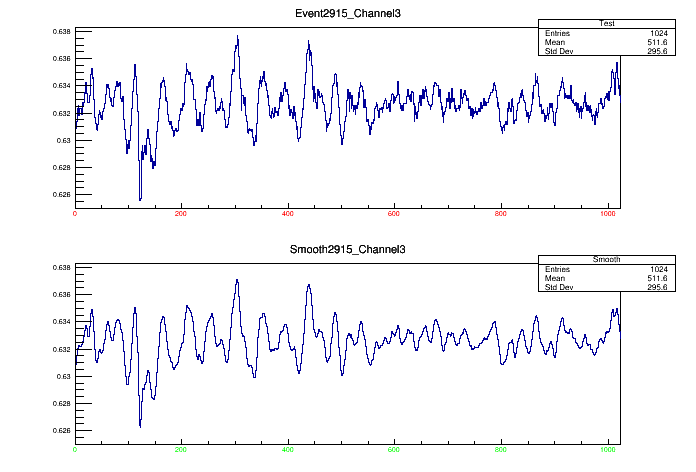 Event2915_Channel3
Test
Entries 1024
Mean 511.6
Std Dev 295.6
0.638
0.636
0.634
0.632
0.63
0.628
0.626
0 200 400 600 800 1000
Smooth2915_Channel3
Smooth
Entries 1024
Mean 511.6
Std Dev 295.6
0.638
0.636
0.634
0.632
0.63
0.628
0.626
0 200 400 600 800 1000